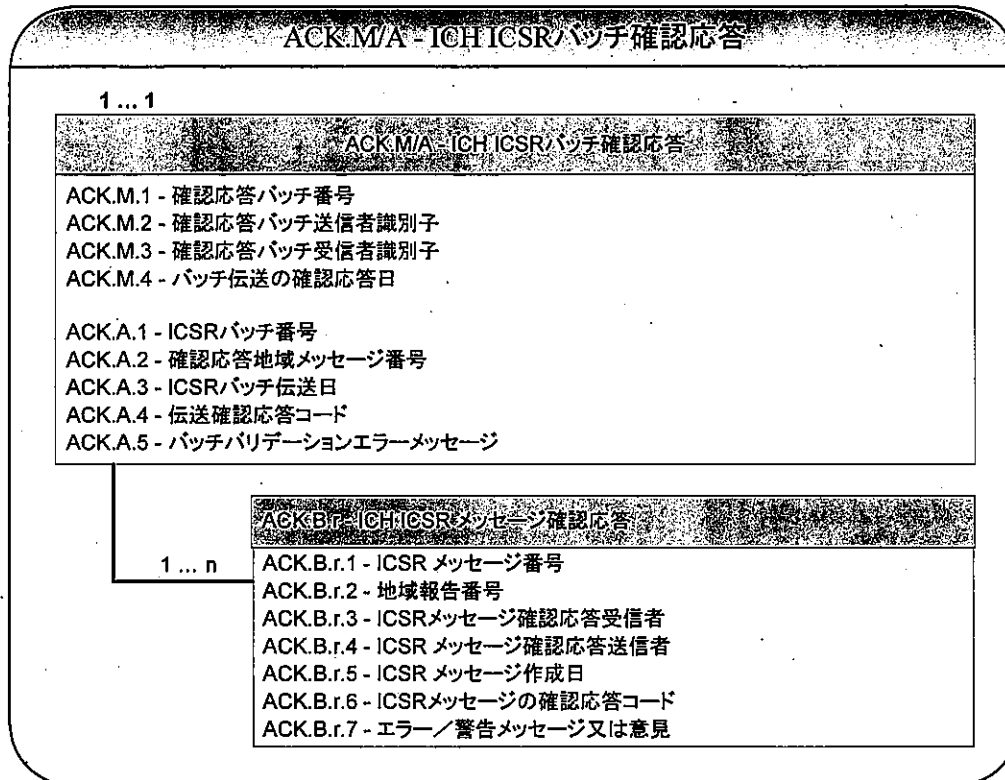 ACK.M/A - ICH ICSRバッチ確認応答
1 ... 1
ACK.M/A - ICH ICSRバッチ確認応答
ACK.M.1 - 確認応答バッチ番号
ACK.M.2 - 確認応答バッチ送信者識別子
ACK.M.3 - 確認応答バッチ受信者識別子
ACK.M.4 - バッチ伝送の確認応答日
ACK.A.1 - ICSRバッチ番号
ACK.A.2 - 確認応答地域メッセージ番号
ACK.A.3 - ICSRバッチ伝送日
ACK.A.4 - 伝送確認応答コード
ACK.A.5 - バッチバリデーションエラーメッセージ
ACK.B.r - ICH ICSR メッセージ確認応答
1 ... n
ACK.B.r.1 - ICSR メッセージ番号
ACK.B.r.2 - 地域報告番号
ACK.B.r.3 - ICSRメッセージ確認応答受信者
ACK.B.r.4 - ICSR メッセージ確認応答送信者
ACK.B.r.5 - ICSR メッセージ作成日
ACK.B.r.6 - ICSRメッセージの確認応答コード
ACK.B.r.7 - エラー／警告メッセージ又は意見